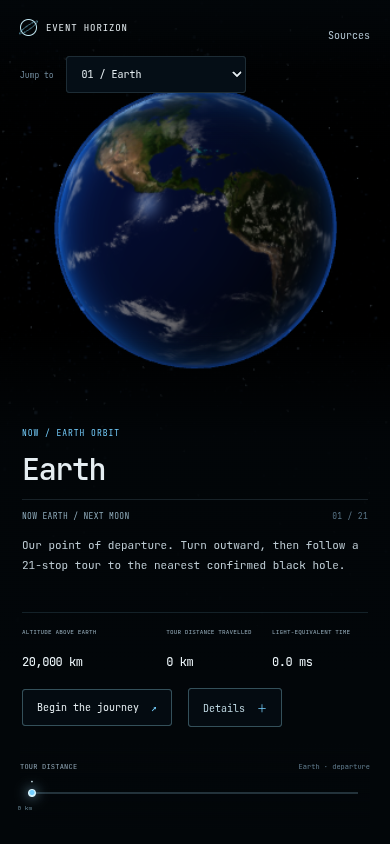 EVENT HORIZON
Sources
Jump to 01 / Earth
NOW / EARTH ORBIT
Earth
NOW EARTH / NEXT MOON 01 / 21
Our point of departure. Turn outward, then follow a
21-stop tour to the nearest confirmed black hole.
ALTITUDE ABOVE EARTH TOUR DISTANCE TRAVELLED LIGHT-EQUIVALENT TIME
20,000 km 0 km 0.0 ms
Begin the journey ↗ Details +
TOUR DISTANCE Earth · departure
0 km